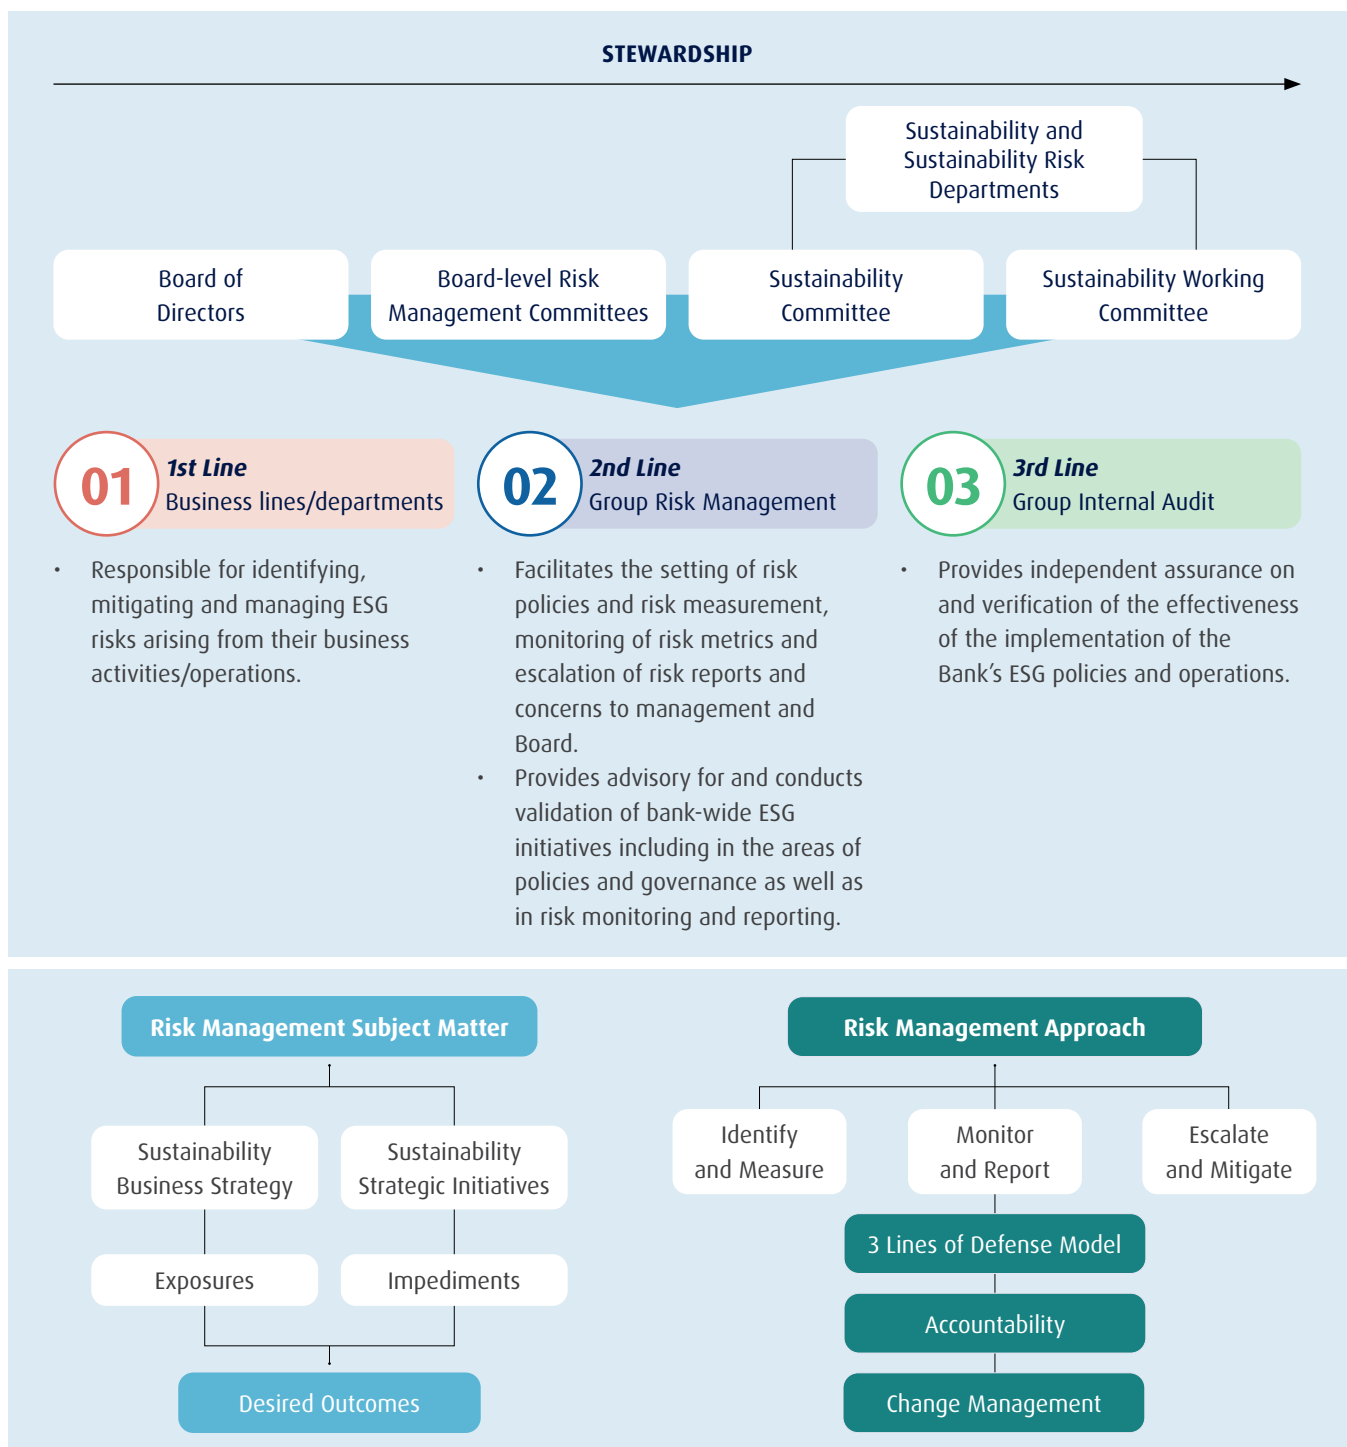 STEWARDSHIP
Sustainability and
Sustainability Risk
Departments
Board of
Directors
Board-level Risk
Management Committees
Sustainability
Committee
Sustainability Working
Committee
01
1st Line
Business lines/departments
• Responsible for identifying,
mitigating and managing ESG
risks arising from their business
activities/operations.
02
2nd Line
Group Risk Management
• Facilitates the setting of risk
policies and risk measurement,
monitoring of risk metrics and
escalation of risk reports and
concerns to management and
Board.
• Provides advisory for and conducts
validation of bank-wide ESG
initiatives including in the areas of
policies and governance as well as
in risk monitoring and reporting.
03
3rd Line
Group Internal Audit
• Provides independent assurance on
and verification of the effectiveness
of the implementation of the
Bank’s ESG policies and operations.
Risk Management Subject Matter
Sustainability
Business Strategy
Sustainability
Strategic Initiatives
Exposures
Impediments
Desired Outcomes
Risk Management Approach
Identify
and Measure
Monitor
and Report
Escalate
and Mitigate
3 Lines of Defense Model
Accountability
Change Management